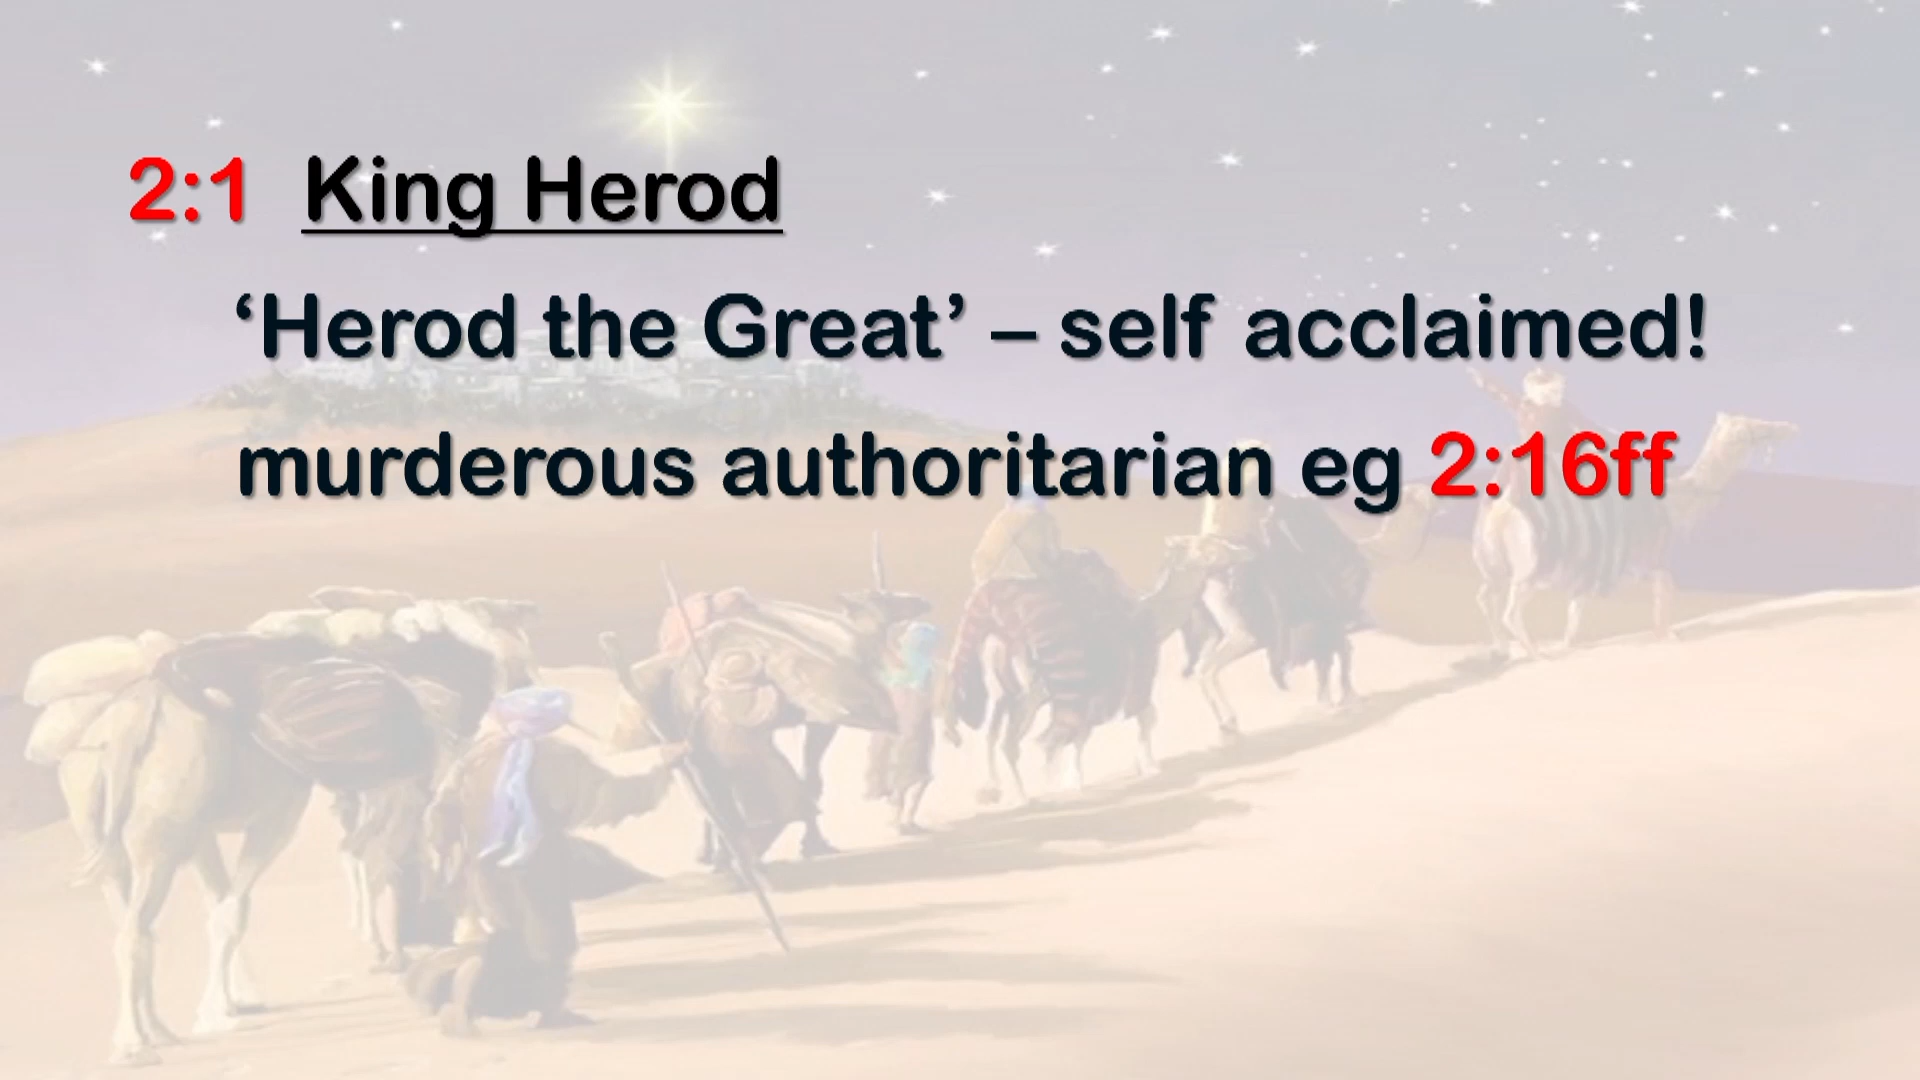 2:1 King Herod
‘Herod the Great’ – self acclaimed!
murderous authoritarian eg 2:16ff